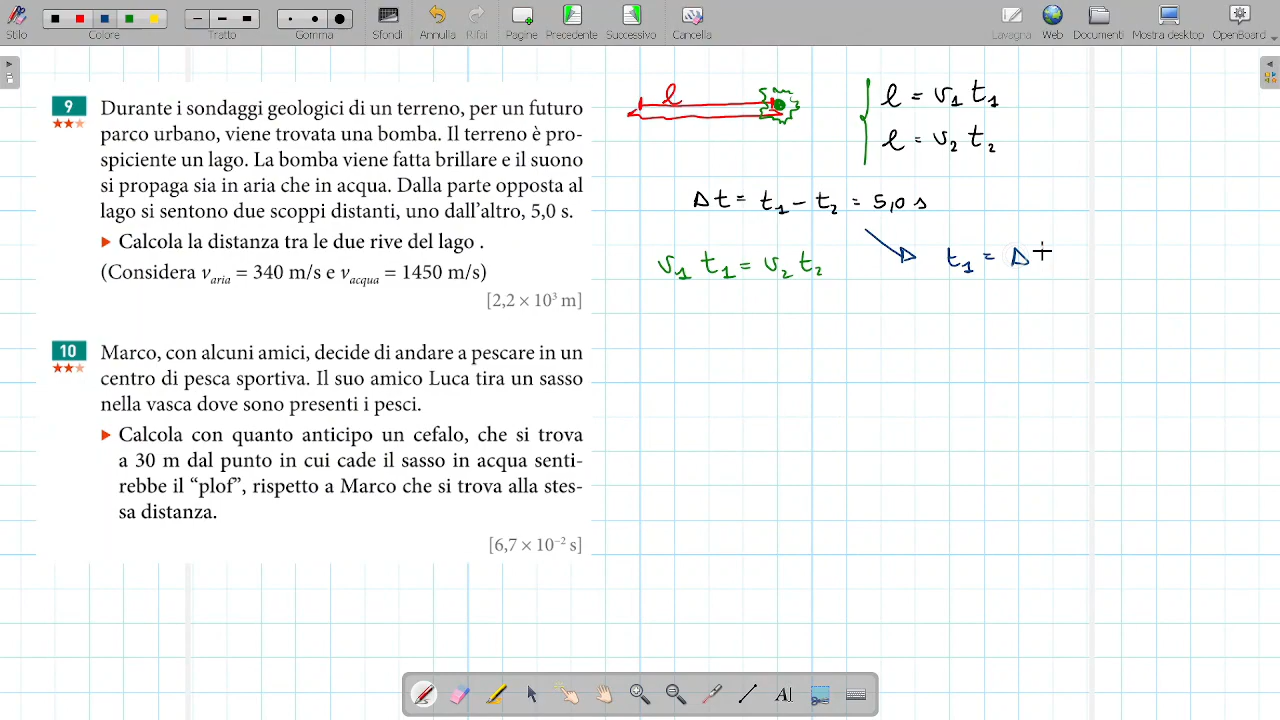 Stilo
Colore
Tratto
Gomma
Sfondi
Annulla
Rifai
Pagine
Precedente
Successivo
Cancella
Lavagna
Web
Documenti
Mostra desktop
OpenBoard
9
Durante i sondaggi geologici di un terreno, per un futuro
parco urbano, viene trovata una bomba. Il terreno è pro-
spiciente un lago. La bomba viene fatta brillare e il suono
si propaga sia in aria che in acqua. Dalla parte opposta al
lago si sentono due scoppi distanti, uno dall'altro, 5,0 s.
Calcola la distanza tra le due rive del lago .
(Considera v_aria = 340 m/s e v_acqua = 1450 m/s)
[2,2 × 10³ m]
10
Marco, con alcuni amici, decide di andare a pescare in un
centro di pesca sportiva. Il suo amico Luca tira un sasso
nella vasca dove sono presenti i pesci.
Calcola con quanto anticipo un cefalo, che si trova
a 30 m dal punto in cui cade il sasso in acqua senti-
rebbe il "plof", rispetto a Marco che si trova alla stes-
sa distanza.
[6,7 × 10⁻² s]
l
l = v₁ t₁
l = v₂ t₂
Δt = t₁ − t₂ = 5,0 s
v₁ t₁ = v₂ t₂
t₁ = Δ
AI